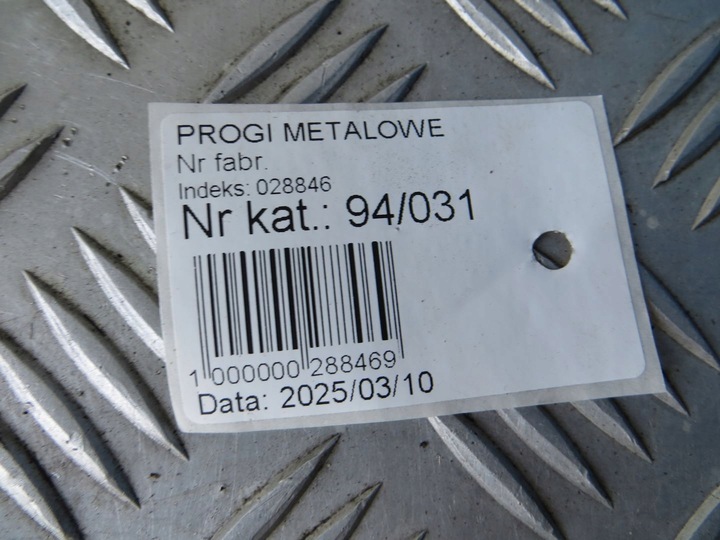 PROGI METALOWE
Nr fabr.
Indeks: 028846
Nr kat.: 94/031
1 000000 288469
Data: 2025/03/10